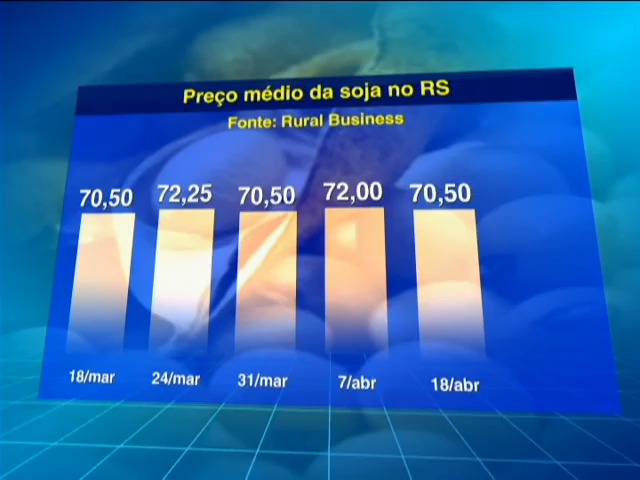 Preço médio da soja no RS
Fonte: Rural Business
70,50 72,25 70,50 72,00 70,50
18/mar 24/mar 31/mar 7/abr 18/abr